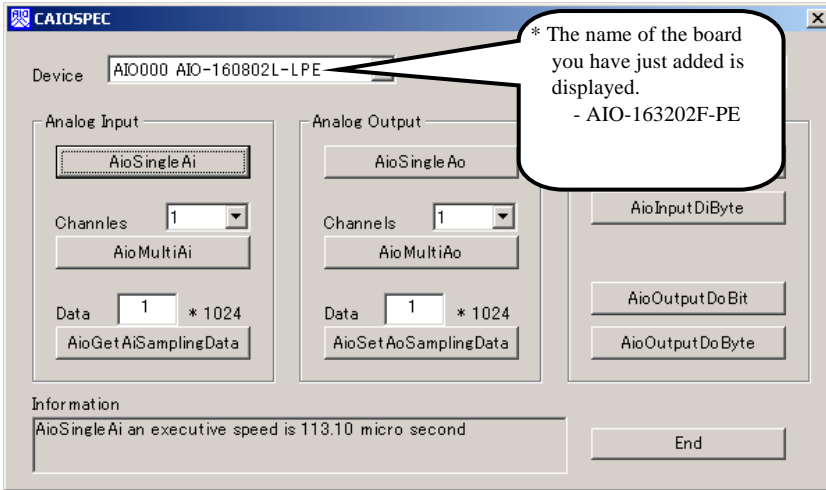 CAIOSPEC
* The name of the board
you have just added is
displayed.
- AIO-163202F-PE
Device AIO000 AIO-160802L-LPE
Analog Input
AioSingleAi
Channles 1
AioMultiAi
Data 1 * 1024
AioGetAiSamplingData
Analog Output
AioSingleAo
Channels 1
AioMultiAo
Data 1 * 1024
AioSetAoSamplingData
AioInputDiByte
AioOutputDoBit
AioOutputDoByte
Information
AioSingleAi an executive speed is 113.10 micro second
End